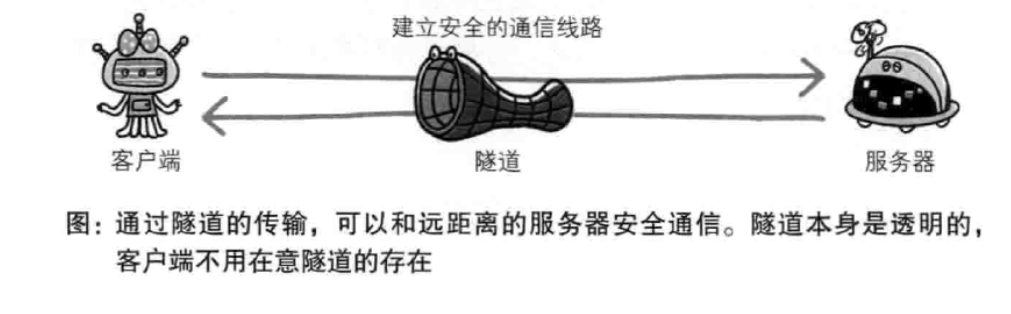 建立安全的通信线路
客户端
隧道
服务器
图：通过隧道的传输，可以和远距离的服务器安全通信。隧道本身是透明的，
客户端不用在意隧道的存在